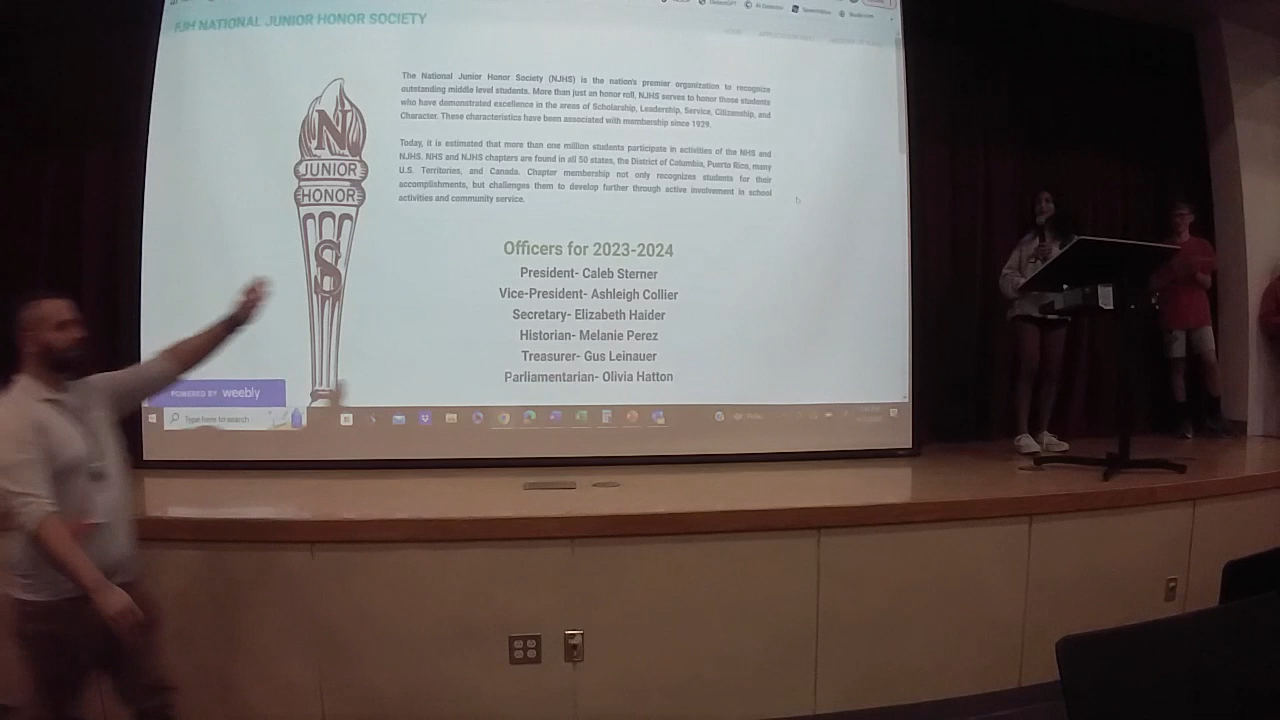 FJH NATIONAL JUNIOR HONOR SOCIETY
The National Junior Honor Society (NJHS) is the nation's premier organization to recognize
outstanding middle level students. More than just an honor roll, NJHS serves to honor those students
who have demonstrated excellence in the areas of Scholarship, Leadership, Service, Citizenship, and
Character. These characteristics have been associated with membership since 1929.
Today, it is estimated that more than one million students participate in activities of the NHS and
NJHS. NHS and NJHS chapters are found in all 50 states, the District of Columbia, Puerto Rico, many
U.S. Territories, and Canada. Chapter membership not only recognizes students for their
accomplishments, but challenges them to develop further through active involvement in school
activities and community service.
N
JUNIOR
HONOR
S
Officers for 2023-2024
President- Caleb Sterner
Vice-President- Ashleigh Collier
Secretary- Elizabeth Haider
Historian- Melanie Perez
Treasurer- Gus Leinauer
Parliamentarian- Olivia Hatton
POWERED BY weebly
Type here to search